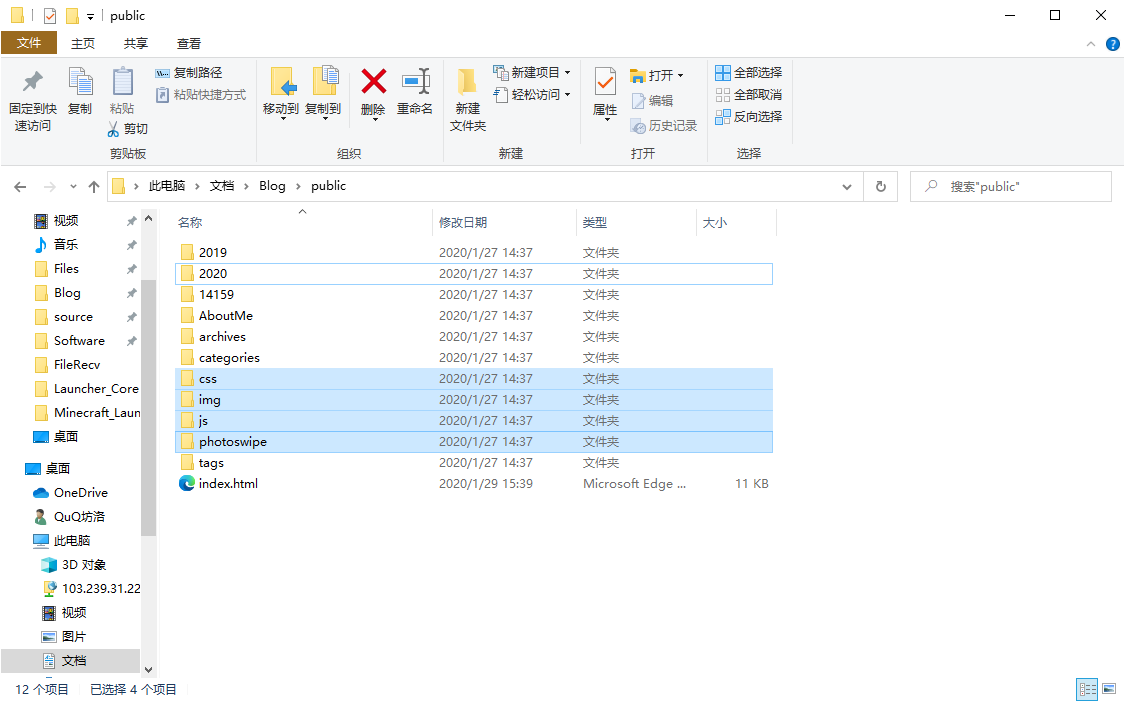 public
文件 主页 共享 查看
固定到快速访问
复制
粘贴
复制路径
粘贴快捷方式
剪切
剪贴板
移动到
复制到
删除
重命名
组织
新建
文件夹
新建项目
轻松访问
新建
属性
打开
编辑
历史记录
打开
全部选择
全部取消
反向选择
选择
此电脑 › 文档 › Blog › public
搜索"public"
视频
音乐
Files
Blog
source
Software
FileRecv
Launcher_Core
Minecraft_Laun
桌面
桌面
OneDrive
QuQ坊洛
此电脑
3D 对象
103.239.31.22
视频
图片
文档
名称 修改日期 类型 大小
2019 2020/1/27 14:37 文件夹
2020 2020/1/27 14:37 文件夹
14159 2020/1/27 14:37 文件夹
AboutMe 2020/1/27 14:37 文件夹
archives 2020/1/27 14:37 文件夹
categories 2020/1/27 14:37 文件夹
css 2020/1/27 14:37 文件夹
img 2020/1/27 14:37 文件夹
js 2020/1/27 14:37 文件夹
photoswipe 2020/1/27 14:37 文件夹
tags 2020/1/27 14:37 文件夹
index.html 2020/1/29 15:39 Microsoft Edge ... 11 KB
12 个项目 已选择 4 个项目